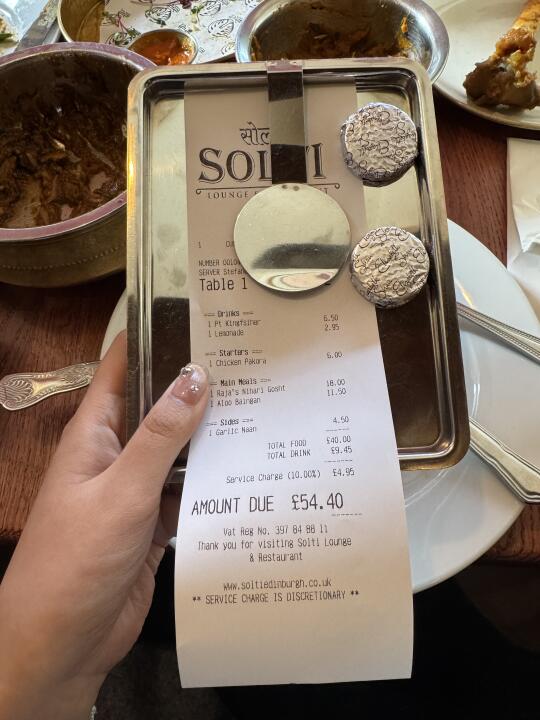 सोल
SOLTI
LOUNGE
NUMBER
SERVER Stefan
Table 1
== Drinks ==
1 Pt Kingfisher 6.50
1 Lemonade 2.95
== Starters ==
1 Chicken Pakora 6.00
== Main Meals ==
1 Raja's Nihari Gosht 18.00
1 Aloo Baingan 11.50
== Sides ==
1 Garlic Naan 4.50
TOTAL FOOD £40.00
TOTAL DRINK £9.45
Service Charge (10.00%) £4.95
AMOUNT DUE £54.40
Vat Reg No. 397 84 88 11
Thank you for visiting Solti Lounge
& Restaurant
www.soltiedinburgh.co.uk
** SERVICE CHARGE IS DISCRETIONARY **